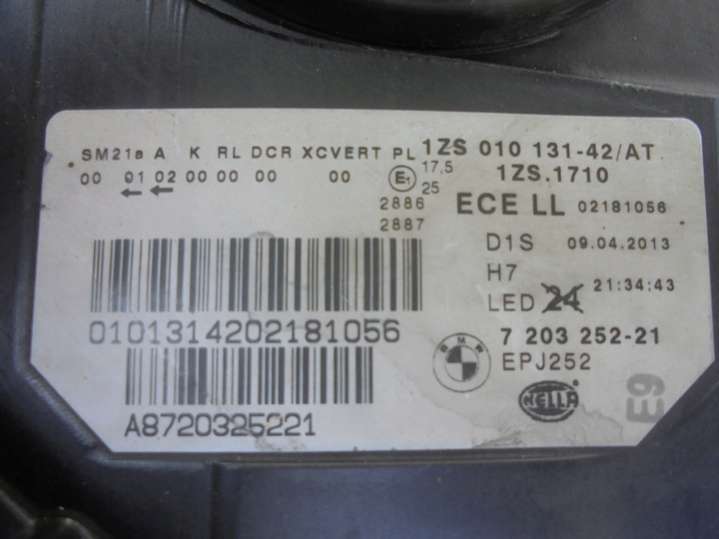 SM21a A K RL DCR XCVERT PL 1ZS 010 131-42/AT
00 01 02 00 00 00 00 E1 17,5 1ZS.1710
25
2886 ECE LL 02181056
2887
D1S 09.04.2013
H7
LED 24 21:34:43
0101314202181056
7 203 252-21
BMW EPJ252
HELLA
E9
A8720325221